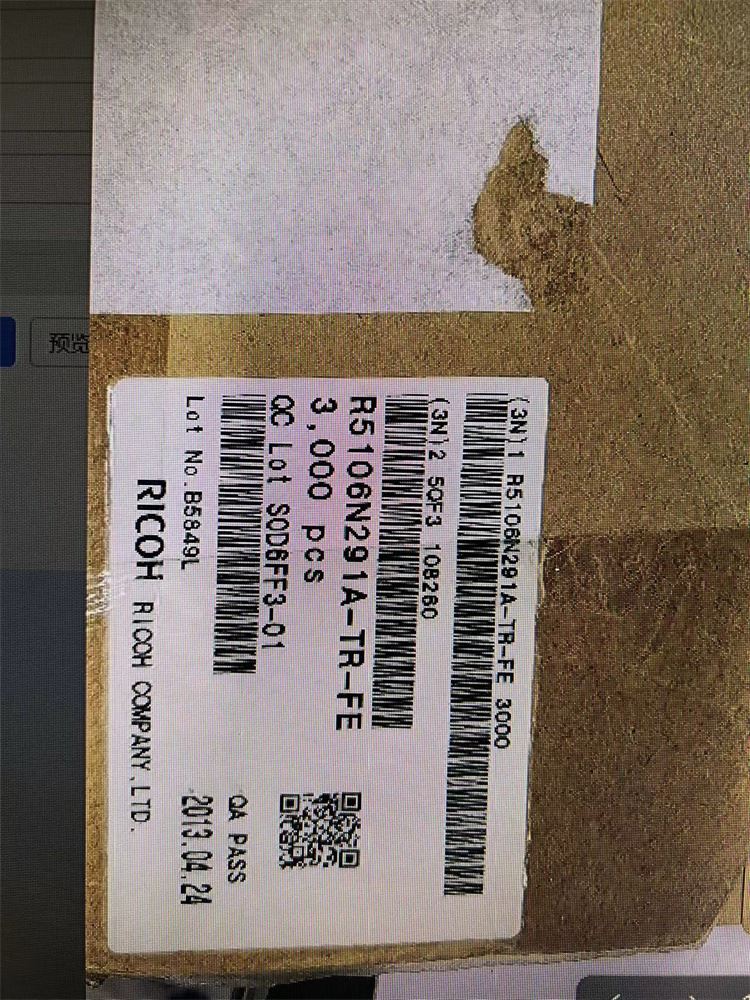 (3N)1 R5106N291A-TR-FE 3000
(3N)2 5QF3 108260
R5106N291A-TR-FE
3,000 pcs
QC Lot SOD6FF3-01
Lot No.B5849L
QA PASS
2013.04.24
RICOH RICOH COMPANY,LTD.
预览